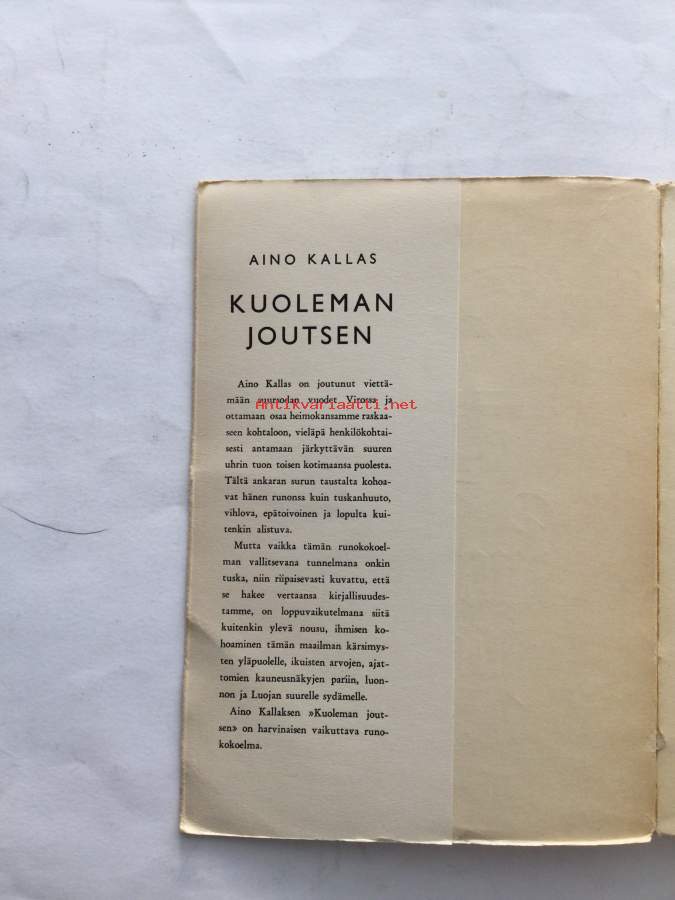 AINO KALLAS
KUOLEMAN
JOUTSEN
Aino Kallas on joutunut viettä-
mään suursodan vuodet Virossa ja
Antikvariaatti.net
ottamaan osaa heimokansamme raskaa-
seen kohtaloon, vieläpä henkilökohtai-
sesti antamaan järkyttävän suuren
uhrin tuon toisen kotimaansa puolesta.
Tältä ankaran surun taustalta kohoa-
vat hänen runonsa kuin tuskanhuuto,
vihlova, epätoivoinen ja lopulta kui-
tenkin alistuva.
Mutta vaikka tämän runokokoel-
man vallitsevana tunnelmana onkin
tuska, niin riipaisevasti kuvattu, että
se hakee vertaansa kirjallisuudes-
tamme, on loppuvaikutelmana siitä
kuitenkin ylevä nousu, ihmisen ko-
hoaminen tämän maailman kärsimys-
ten yläpuolelle, ikuisten arvojen, ajat-
tomien kauneusnäkyjen pariin, luon-
non ja Luojan suurelle sydämelle.
Aino Kallaksen »Kuoleman jout-
sen» on harvinaisen vaikuttava runo-
kokoelma.